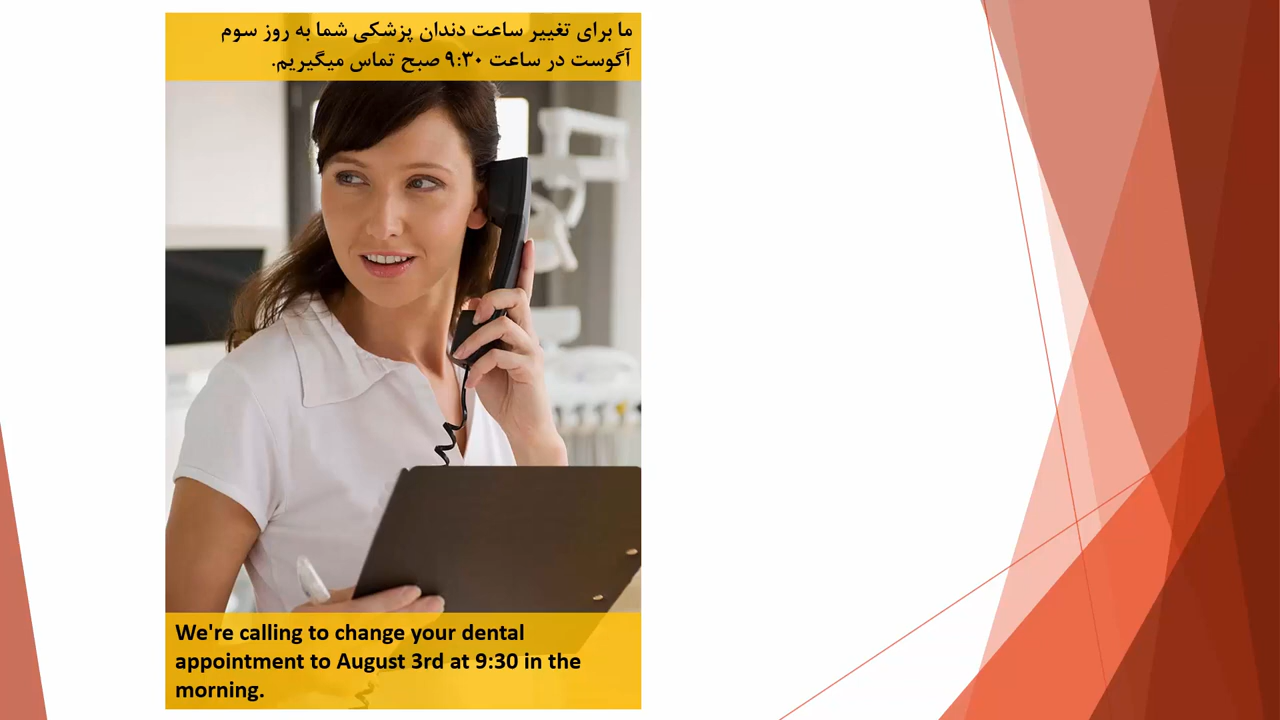 ما برای تغییر ساعت دندان پزشکی شما به روز سوم
آگوست در ساعت ۹:۳۰ صبح تماس میگیریم.
We're calling to change your dental
appointment to August 3rd at 9:30 in the
morning.